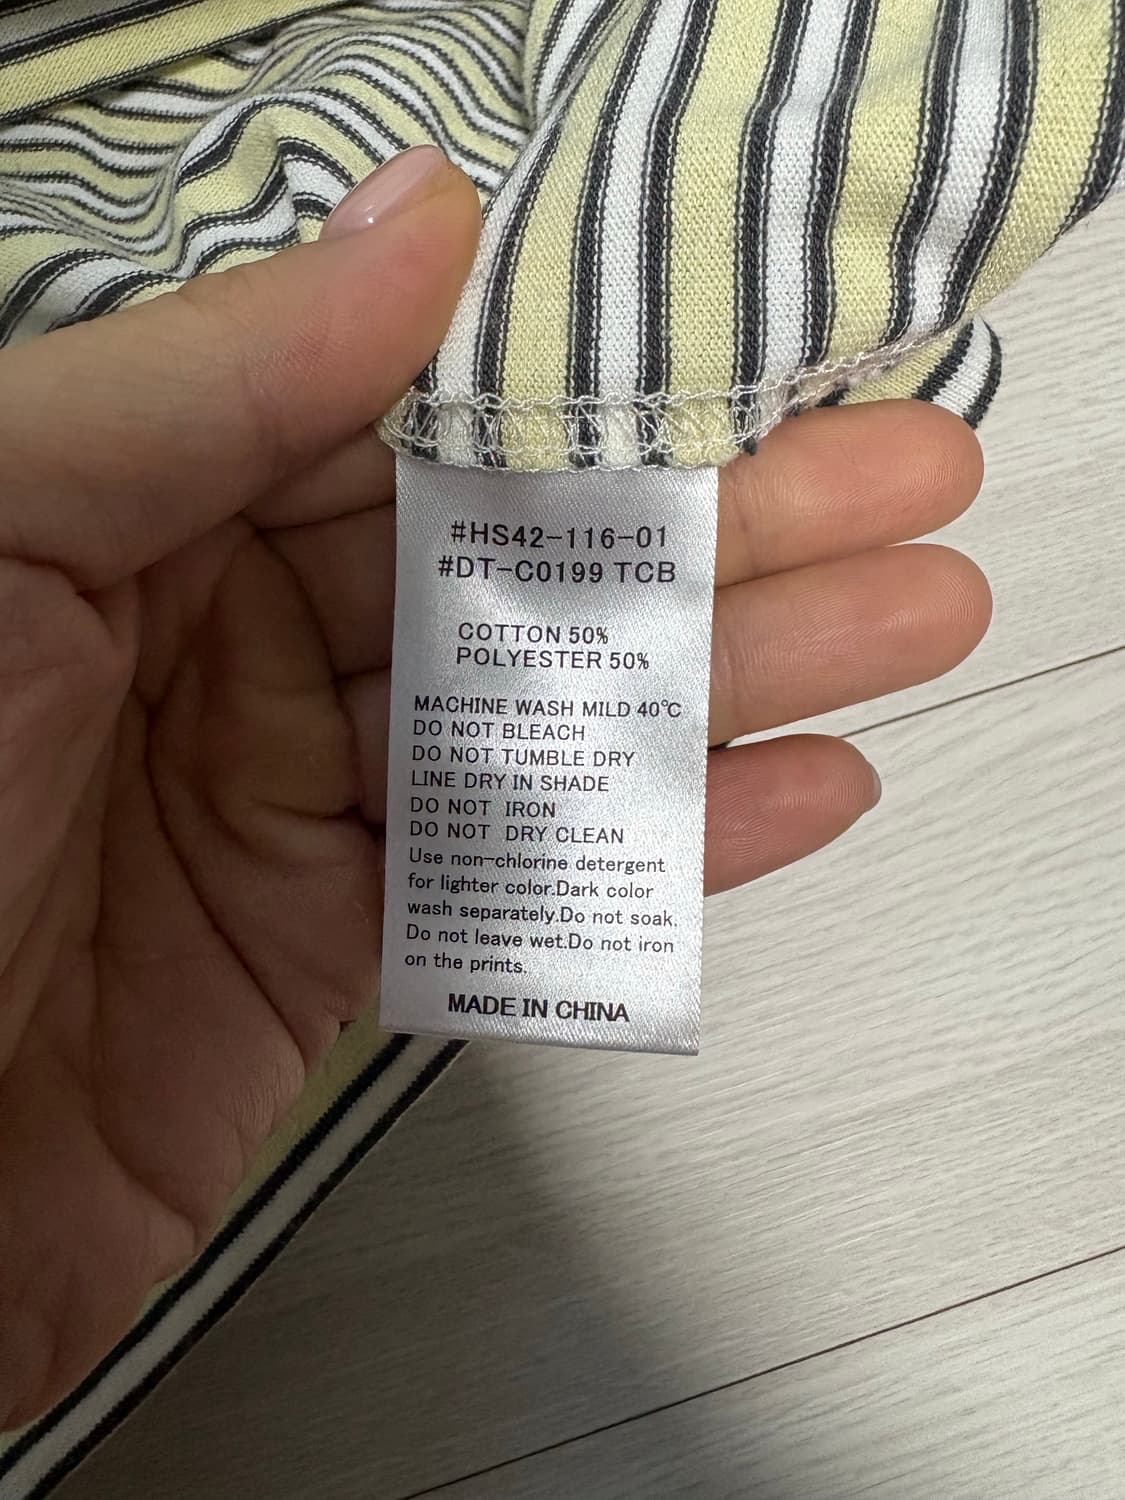 #HS42-116-01
#DT-C0199 TCB
COTTON 50%
POLYESTER 50%
MACHINE WASH MILD 40℃
DO NOT BLEACH
DO NOT TUMBLE DRY
LINE DRY IN SHADE
DO NOT IRON
DO NOT DRY CLEAN
Use non-chlorine detergent
for lighter color.Dark color
wash separately.Do not soak.
Do not leave wet.Do not iron
on the prints.
MADE IN CHINA